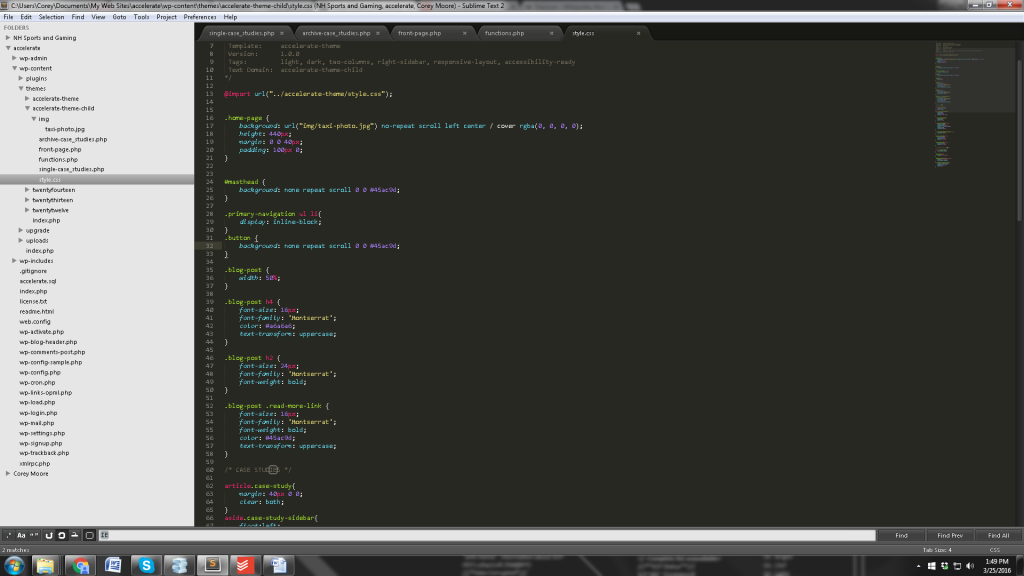 C:\Users\Corey\Documents\My Web Sites\accelerate\wp-content\themes\accelerate-theme-child\style.css (NH Sports and Gaming, accelerate, Corey Moore) - Sublime Text 2
File Edit Selection Find View Goto Tools Project Preferences Help
FOLDERS
NH Sports and Gaming
accelerate
wp-admin
wp-content
plugins
themes
accelerate-theme
accelerate-theme-child
img
taxi-photo.jpg
archive-case_studies.php
front-page.php
functions.php
single-case_studies.php
style.css
twentyfourteen
twentythirteen
twentytwelve
index.php
upgrade
uploads
index.php
wp-includes
.gitignore
accelerate.sql
index.php
license.txt
readme.html
web.config
wp-activate.php
wp-blog-header.php
wp-comments-post.php
wp-config-sample.php
wp-config.php
wp-cron.php
wp-links-opml.php
wp-load.php
wp-login.php
wp-mail.php
wp-settings.php
wp-signup.php
wp-trackback.php
xmlrpc.php
Corey Moore
single-case_studies.php archive-case_studies.php front-page.php functions.php style.css
7 Template: accelerate-theme
8 Version: 1.0.0
9 Tags: light, dark, two-columns, right-sidebar, responsive-layout, accessibility-ready
10 Text Domain: accelerate-theme-child
11 */
12
13 @import url("../accelerate-theme/style.css");
14
15
16 .home-page {
17 background: url("img/taxi-photo.jpg") no-repeat scroll left center / cover rgba(0, 0, 0, 0);
18 height: 440px;
19 margin: 0 0 40px;
20 padding: 100px 0;
21 }
22
23
24 #masthead {
25 background: none repeat scroll 0 0 #45ac9d;
26 }
27
28 .primary-navigation ul li{
29 display: inline-block;
30 }
31 .button {
32 background: none repeat scroll 0 0 #45ac9d;
33 }
34
35 .blog-post {
36 width: 50%;
37 }
38
39 .blog-post h4 {
40 font-size: 16px;
41 font-family: "Montserrat";
42 color: #a6a6a6;
43 text-transform: uppercase;
44 }
45
46 .blog-post h2 {
47 font-size: 24px;
48 font-family: "Montserrat";
49 font-weight: bold;
50 }
51
52 .blog-post .read-more-link {
53 font-size: 16px;
54 font-family: "Montserrat";
55 font-weight: bold;
56 color: #45ac9d;
57 text-transform: uppercase;
58 }
59
60 /* CASE STUDIES */
61
62 article.case-study{
63 margin: 40px 0 0;
64 clear: both;
65 }
66 aside.case-study-sidebar{
67 float:left;
.* Aa "" IE Find Find Prev Find All
2 matches Tab Size: 4 CSS
1:49 PM
3/25/2016